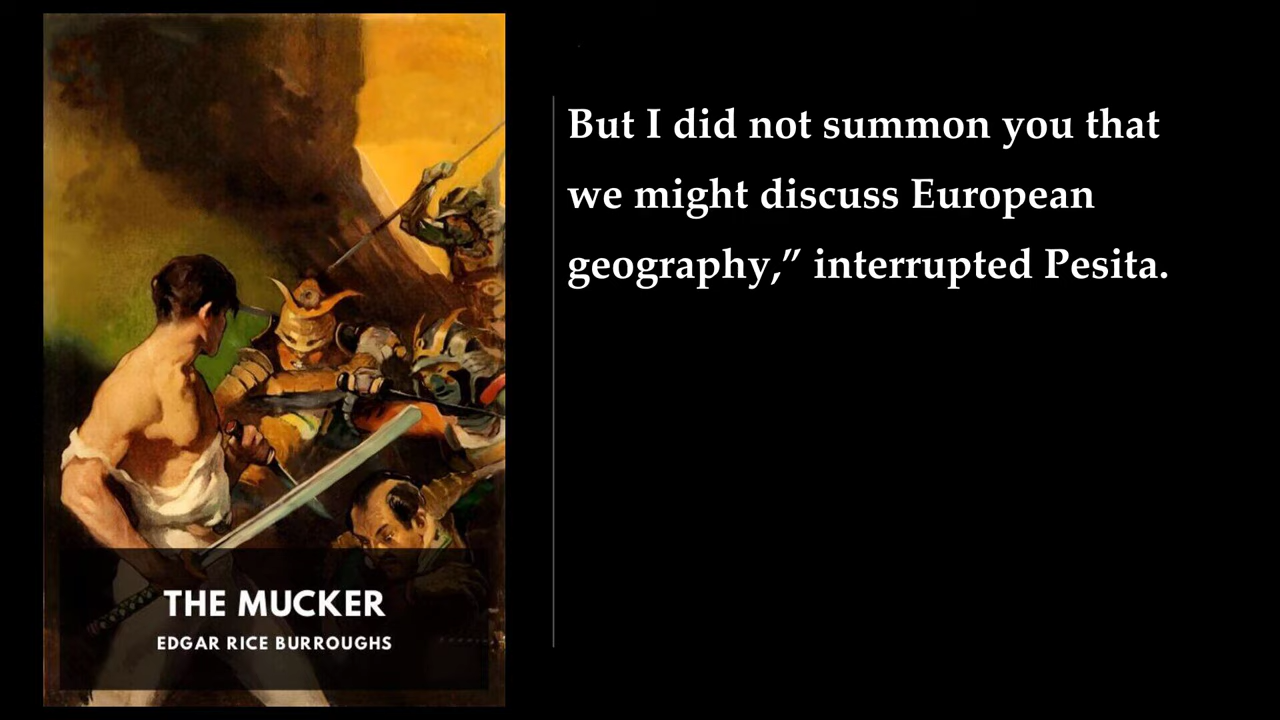 But I did not summon you that
we might discuss European
geography,” interrupted Pesita.
THE MUCKER
EDGAR RICE BURROUGHS